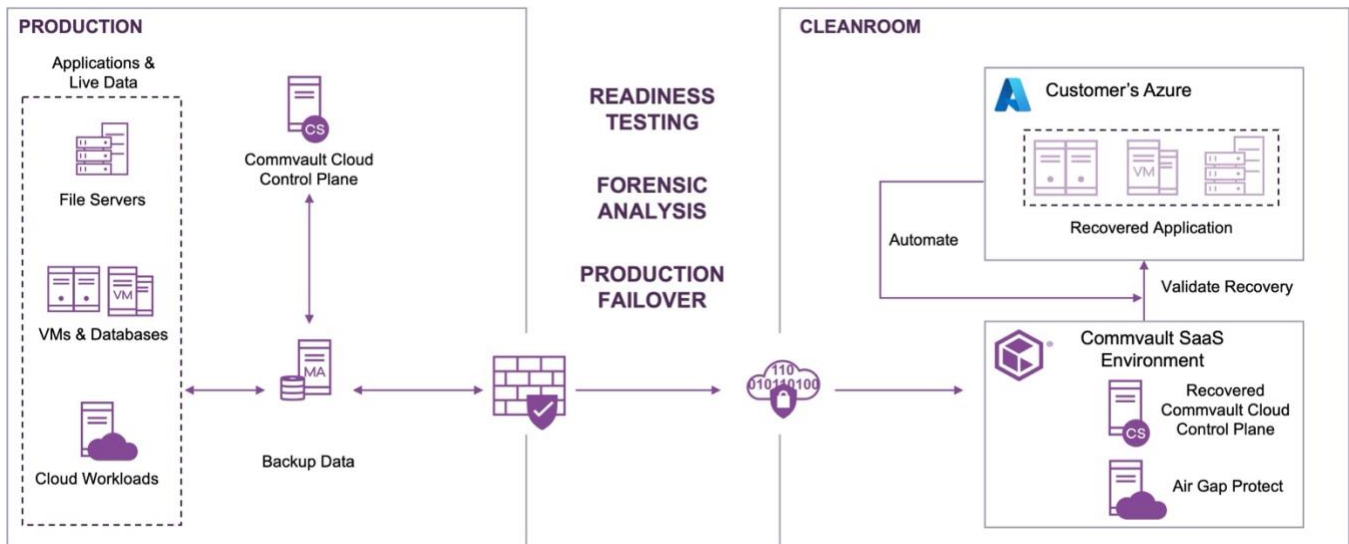 PRODUCTION
Applications &
Live Data
File Servers
VM
VMs & Databases
Cloud Workloads
CS
Commvault Cloud
Control Plane
MA
Backup Data
READINESS
TESTING
FORENSIC
ANALYSIS
PRODUCTION
FAILOVER
110
010110100
CLEANROOM
Customer's Azure
VM
Recovered Application
Automate
Validate Recovery
Commvault SaaS
Environment
CS
Recovered
Commvault Cloud
Control Plane
Air Gap Protect